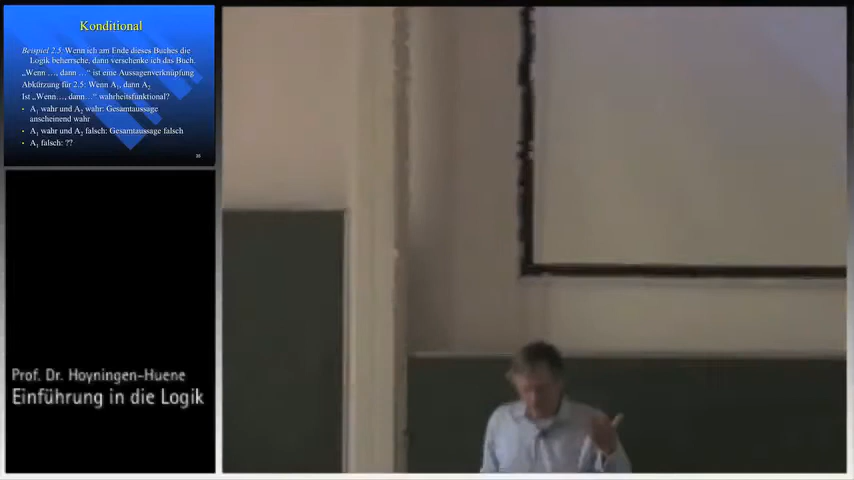 Konditional
Beispiel 2.5: Wenn ich am Ende dieses Buches die
Logik beherrsche, dann verschenke ich das Buch.
„Wenn …, dann …“ ist eine Aussagenverknüpfung
Abkürzung für 2.5: Wenn A₁, dann A₂
Ist „Wenn…, dann…“ wahrheitsfunktional?
• A₁ wahr und A₂ wahr: Gesamtaussage
anscheinend wahr
• A₁ wahr und A₂ falsch: Gesamtaussage falsch
• A₁ falsch: ??
Prof. Dr. Hoyningen-Huene
Einführung in die Logik